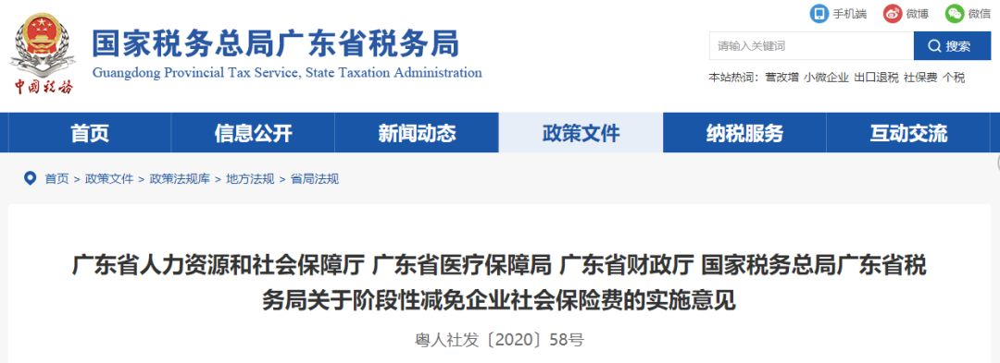 手机端 微博 微信
国家税务总局广东省税务局
Guangdong Provincial Tax Service, State Taxation Administration
中国税务
请输入关键词 搜索
本站热词：营改增 小微企业 出口退税 社保费 个税
首页 信息公开 新闻动态 政策文件 纳税服务 互动交流
首页 > 政策文件 > 政策法规库 > 地方法规 > 省局法规
广东省人力资源和社会保障厅 广东省医疗保障局 广东省财政厅 国家税务总局广东省税
务局关于阶段性减免企业社会保险费的实施意见
粤人社发〔2020〕58号